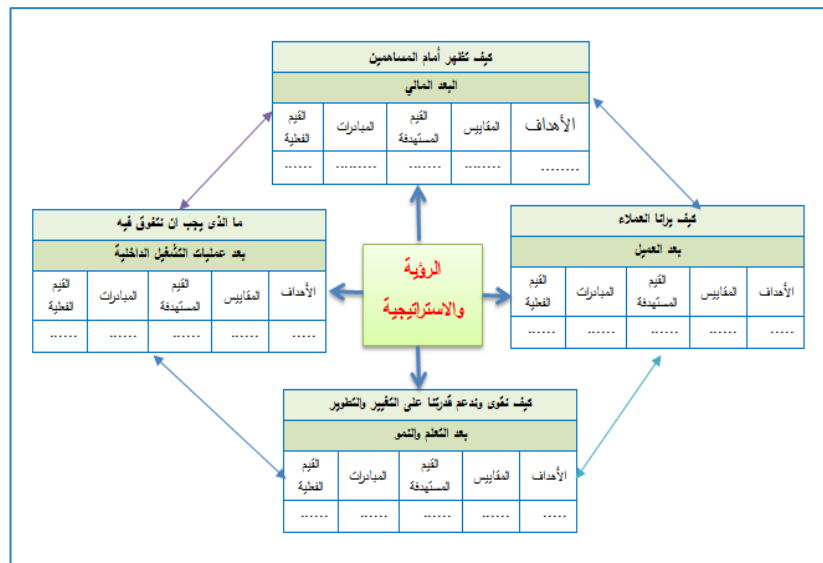 كيف تظهر أمام المساهمين
البعد المالي
الأهداف المقاييس القيم المستهدفة المبادرات القيم الفعلية
........ ........ ....... ......... ......
كيف يرانا العملاء
بعد العميل
الأهداف المقاييس القيم المستهدفة المبادرات القيم الفعلية
..... ...... ...... ...... ......
الرؤية
والاستراتيجية
ما الذى يجب ان نتفوق فيه
بعد عمليات التشغيل الداخلية
الأهداف المقاييس القيم المستهدفة المبادرات القيم الفعلية
..... ...... ...... ...... ......
كيف نقوى وندعم قدرتنا على التغيير والتطوير
بعد التعلم والنمو
الأهداف المقاييس القيم المستهدفة المبادرات القيم الفعلية
..... ...... ...... ...... ......